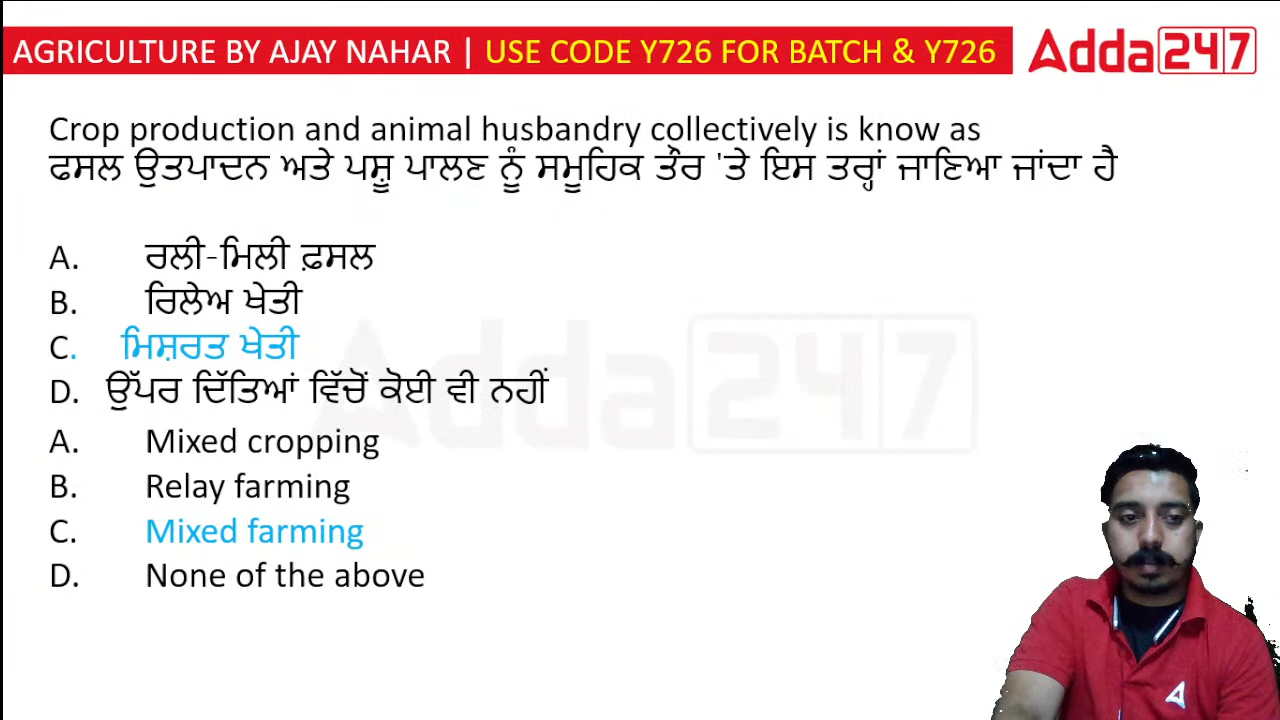 AGRICULTURE BY AJAY NAHAR | USE CODE Y726 FOR BATCH & Y726
Adda247
Crop production and animal husbandry collectively is know as
ਫਸਲ ਉਤਪਾਦਨ ਅਤੇ ਪਸ਼ੂ ਪਾਲਣ ਨੂੰ ਸਮੂਹਿਕ ਤੌਰ 'ਤੇ ਇਸ ਤਰ੍ਹਾਂ ਜਾਣਿਆ ਜਾਂਦਾ ਹੈ
A. ਰਲੀ-ਮਿਲੀ ਫ਼ਸਲ
B. ਰਿਲੇਅ ਖੇਤੀ
C. ਮਿਸ਼ਰਤ ਖੇਤੀ
D. ਉੱਪਰ ਦਿੱਤਿਆਂ ਵਿੱਚੋਂ ਕੋਈ ਵੀ ਨਹੀਂ
A. Mixed cropping
B. Relay farming
C. Mixed farming
D. None of the above
Adda247